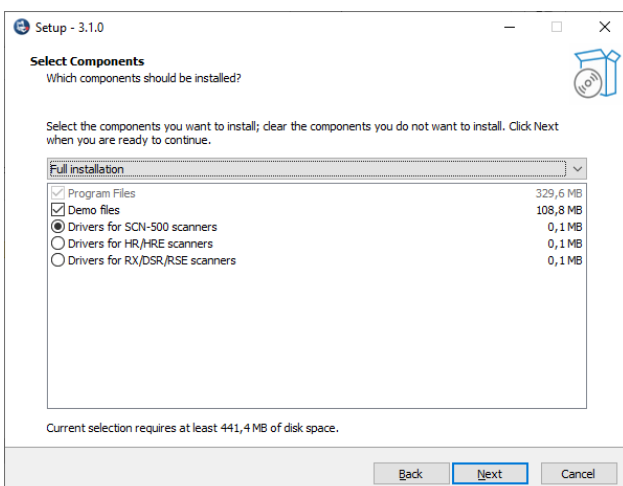 Setup - 3.1.0
Select Components
Which components should be installed?
Select the components you want to install; clear the components you do not want to install. Click Next
when you are ready to continue.
Full installation
Program Files 329,6 MB
Demo files 108,8 MB
Drivers for SCN-500 scanners 0,1 MB
Drivers for HR/HRE scanners 0,1 MB
Drivers for RX/DSR/RSE scanners 0,1 MB
Current selection requires at least 441,4 MB of disk space.
Back Next Cancel